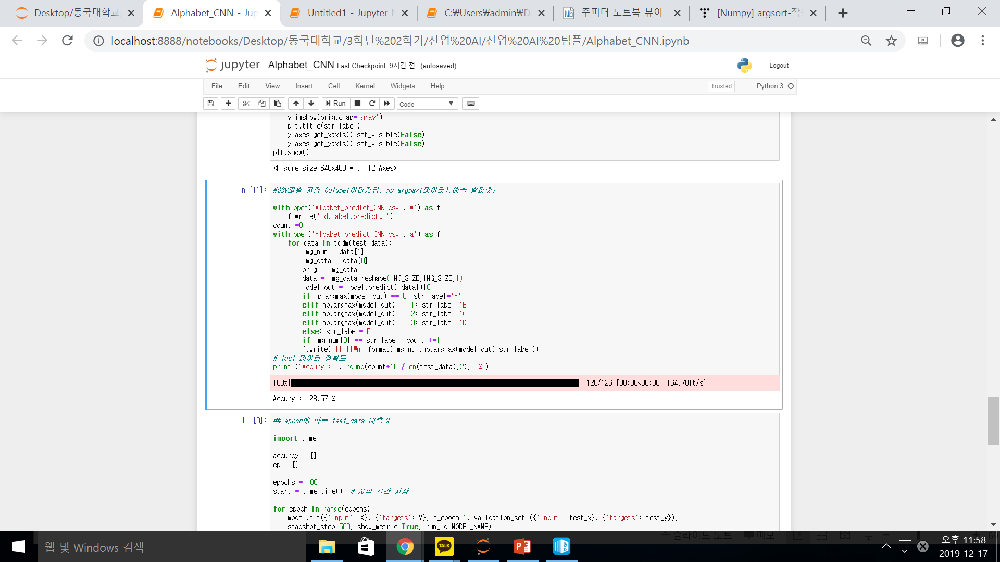 Desktop/동국대학교
Alphabet_CNN - Jup
Untitled1 - Jupyter N
C:₩Users₩admin₩D
주피터 노트북 뷰어
[Numpy] argsort-작
localhost:8888/notebooks/Desktop/동국대학교/3학년%202학기/산업%20AI/산업%20AI%20팀플/Alphabet_CNN.ipynb
jupyter Alphabet_CNN Last Checkpoint: 9시간 전 (autosaved)
Logout
File Edit View Insert Cell Kernel Widgets Help
Trusted
Python 3
Run
Code
y.imshow(orig,cmap='gray')
plt.title(str_label)
y.axes.get_xaxis().set_visible(False)
y.axes.get_yaxis().set_visible(False)
plt.show()
<Figure size 640x480 with 12 Axes>
In [11]:
#CSV파일 저장 Colume(이미지명, np.argmax(데이터),예측 알파벳)
with open('Alpabet_predict_CNN.csv','w') as f:
f.write('id,label,predict₩n')
count =0
with open('Alpabet_predict_CNN.csv','a') as f:
for data in tqdm(test_data):
img_num = data[1]
img_data = data[0]
orig = img_data
data = img_data.reshape(IMG_SIZE,IMG_SIZE,1)
model_out = model.predict([data])[0]
if np.argmax(model_out) == 0: str_label='A'
elif np.argmax(model_out) == 1: str_label='B'
elif np.argmax(model_out) == 2: str_label='C'
elif np.argmax(model_out) == 3: str_label='D'
else: str_label='E'
if img_num[0] == str_label: count +=1
f.write('{},{}₩n'.format(img_num,np.argmax(model_out),str_label))
# test 데이터 정확도
print ("Accury : ", round(count*100/len(test_data),2), "%")
100%| | 126/126 [00:00<00:00, 164.70it/s]
Accury : 28.57 %
In [8]:
## epoch에 따른 test_data 예측값
import time
accurcy = []
ep = []
epochs = 100
start = time.time() # 시작 시간 저장
for epoch in range(epochs):
model.fit({'input': X}, {'targets': Y}, n_epoch=1, validation_set=({'input': test_x}, {'targets': test_y}),
snapshot_step=500, show_metric=True, run_id=MODEL_NAME)
슬라이드 노트 메모
웹 및 Windows 검색
TALK
오후 11:58
2019-12-17